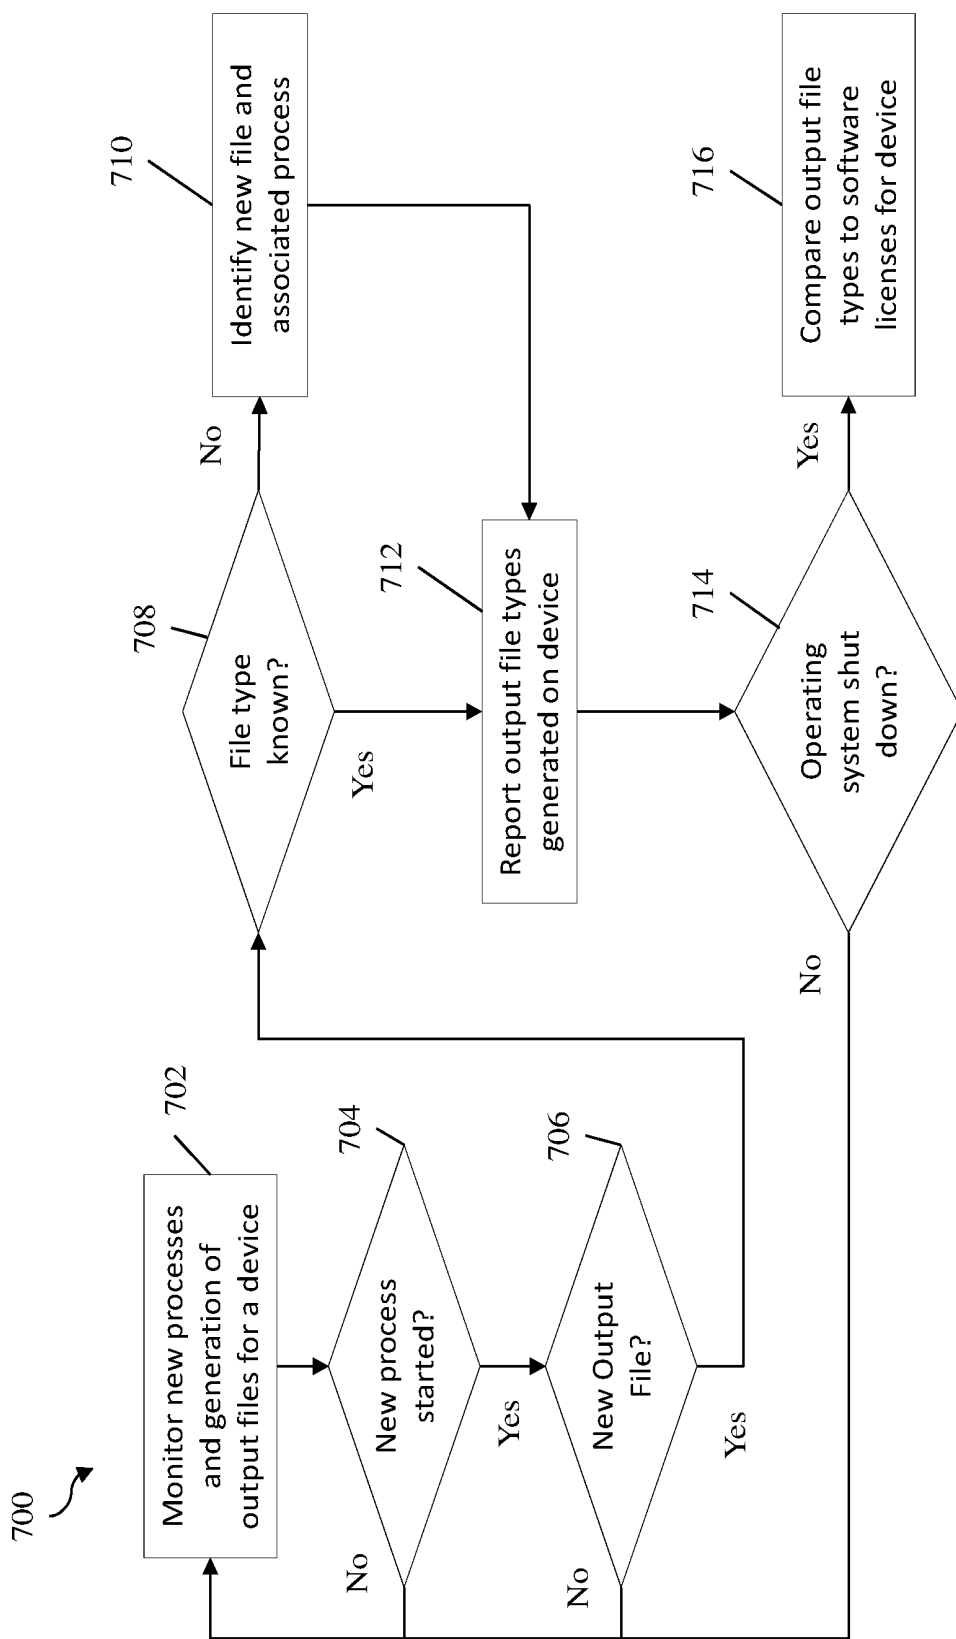 700
702
Monitor new processes
and generation of
output files for a device
704
New process
started?
No
Yes
706
New Output
File?
No
Yes
708
File type
known?
No
Yes
710
Identify new file and
associated process
712
Report output file types
generated on device
714
Operating
system shut
down?
No
Yes
716
Compare output file
types to software
licenses for device